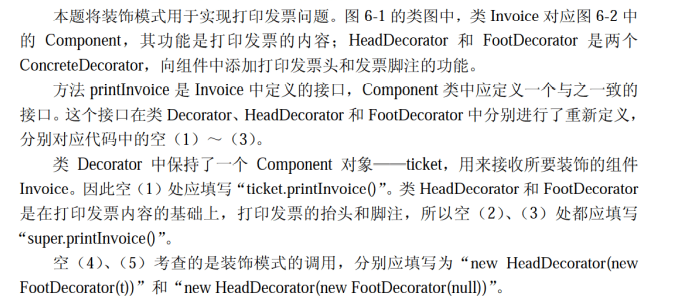 本题将装饰模式用于实现打印发票问题。图 6-1 的类图中，类 Invoice 对应图 6-2 中
的 Component，其功能是打印发票的内容；HeadDecorator 和 FootDecorator 是两个
ConcreteDecorator，向组件中添加打印发票头和发票脚注的功能。
方法 printInvoice 是 Invoice 中定义的接口，Component 类中应定义一个与之一致的
接口。这个接口在类 Decorator、HeadDecorator 和 FootDecorator 中分别进行了重新定义，
分别对应代码中的空（1）～（3）。
类 Decorator 中保持了一个 Component 对象——ticket，用来接收所要装饰的组件
Invoice。因此空（1）处应填写“ticket.printInvoice()”。类 HeadDecorator 和 FootDecorator
是在打印发票内容的基础上，打印发票的抬头和脚注，所以空（2）、（3）处都应填写
“super.printInvoice()”。
空（4）、（5）考查的是装饰模式的调用，分别应填写为“new HeadDecorator(new
FootDecorator(t))”和“new HeadDecorator(new FootDecorator(null))”。